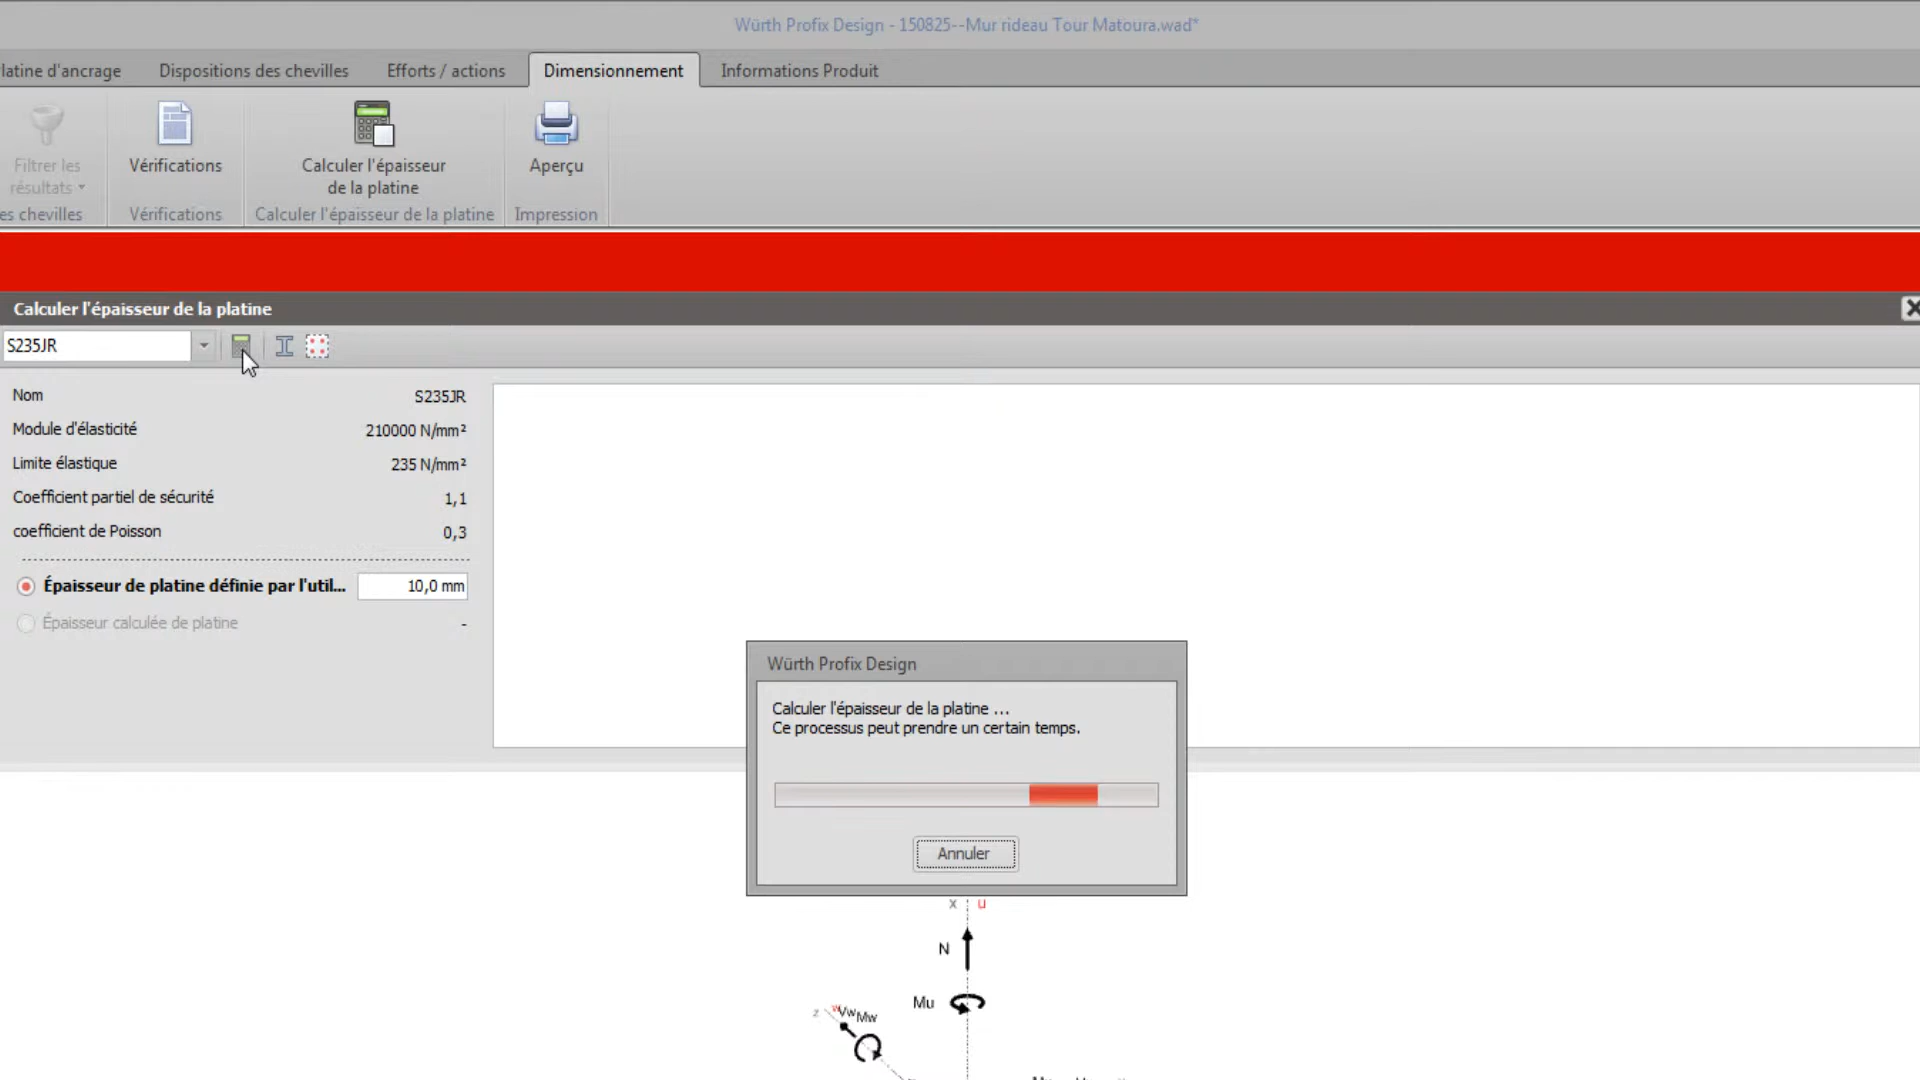 Würth Profix Design - 150825--Mur rideau Tour Matoura.wad*
latine d'ancrage
Dispositions des chevilles
Efforts / actions
Dimensionnement
Informations Produit
Filtrer les
résultats
Vérifications
Calculer l'épaisseur
de la platine
Aperçu
es chevilles
Vérifications
Calculer l'épaisseur de la platine
Impression
Calculer l'épaisseur de la platine
S235JR
Nom S235JR
Module d'élasticité 210000 N/mm²
Limite élastique 235 N/mm²
Coefficient partiel de sécurité 1,1
coefficient de Poisson 0,3
Épaisseur de platine définie par l'util... 10,0 mm
Épaisseur calculée de platine -
Würth Profix Design
Calculer l'épaisseur de la platine ...
Ce processus peut prendre un certain temps.
Annuler
x u
N
Mu
z w Vw Mw